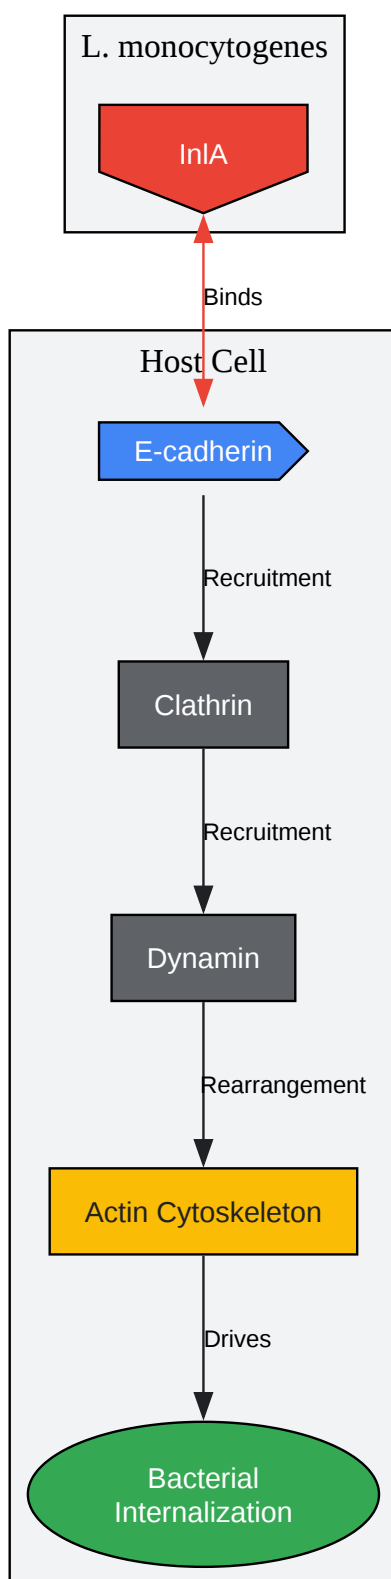 L. monocytogenes
InlA
Binds
Host Cell
E-cadherin
Recruitment
Clathrin
Recruitment
Dynamin
Rearrangement
Actin Cytoskeleton
Drives
Bacterial
Internalization